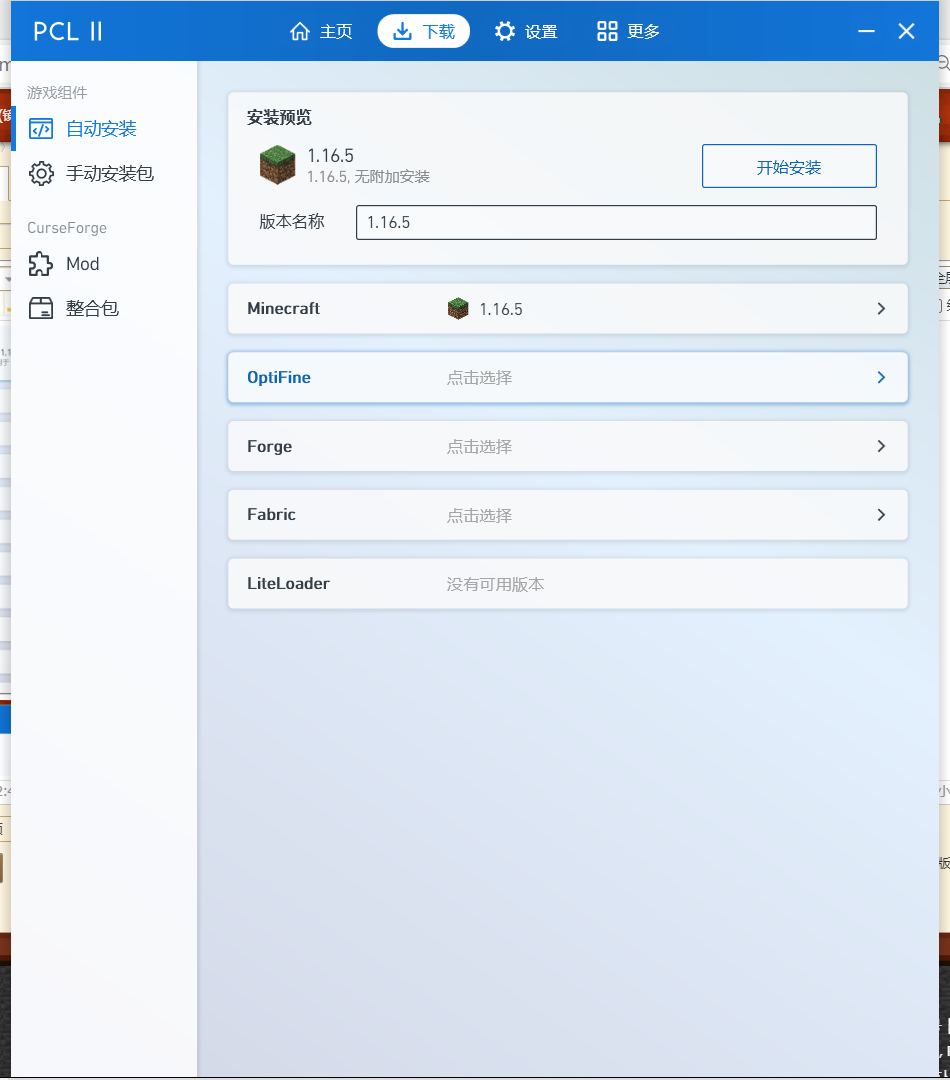 PCL II
主页
下载
设置
更多
游戏组件
自动安装
手动安装包
CurseForge
Mod
整合包
安装预览
1.16.5
1.16.5, 无附加安装
开始安装
版本名称
1.16.5
Minecraft
1.16.5
OptiFine
点击选择
Forge
点击选择
Fabric
点击选择
LiteLoader
没有可用版本